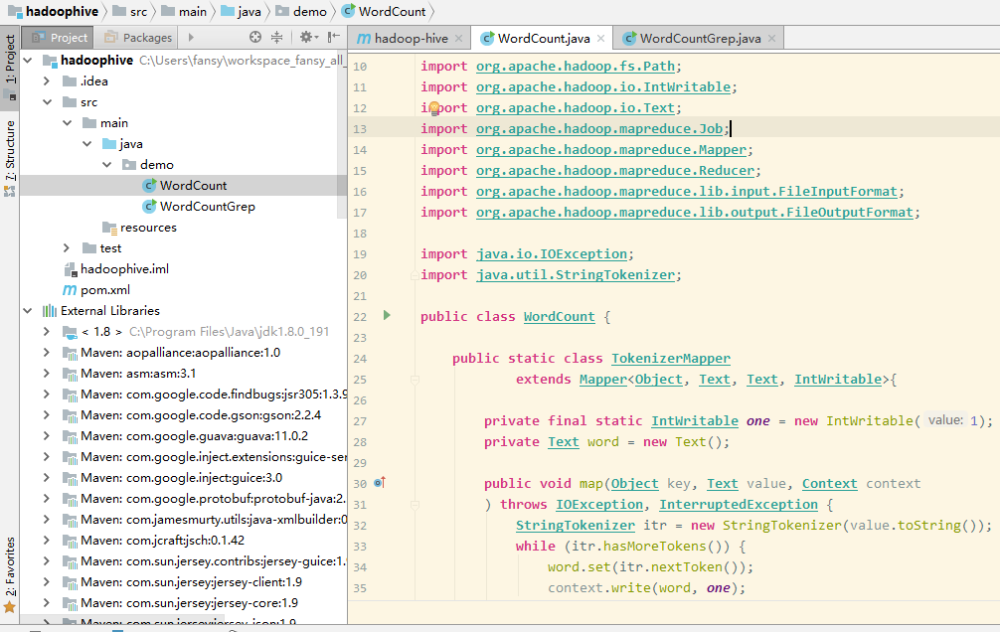 hadoophive src main java demo WordCount
1: Project
7: Structure
2: Favorites
Project Packages
hadoophive C:\Users\fansy\workspace_fansy_all_
.idea
src
main
java
demo
WordCount
WordCountGrep
resources
test
hadoophive.iml
pom.xml
External Libraries
< 1.8 > C:\Program Files\Java\jdk1.8.0_191
Maven: aopalliance:aopalliance:1.0
Maven: asm:asm:3.1
Maven: com.google.code.findbugs:jsr305:1.3.9
Maven: com.google.code.gson:gson:2.2.4
Maven: com.google.guava:guava:11.0.2
Maven: com.google.inject.extensions:guice-ser
Maven: com.google.inject:guice:3.0
Maven: com.google.protobuf:protobuf-java:2.
Maven: com.jamesmurty.utils:java-xmlbuilder:0
Maven: com.jcraft:jsch:0.1.42
Maven: com.sun.jersey.contribs:jersey-guice:1.
Maven: com.sun.jersey:jersey-client:1.9
Maven: com.sun.jersey:jersey-core:1.9
Maven: com.sun.jersey:jersey-json:1.9
hadoop-hive WordCount.java WordCountGrep.java
10 import org.apache.hadoop.fs.Path;
11 import org.apache.hadoop.io.IntWritable;
12 import org.apache.hadoop.io.Text;
13 import org.apache.hadoop.mapreduce.Job;
14 import org.apache.hadoop.mapreduce.Mapper;
15 import org.apache.hadoop.mapreduce.Reducer;
16 import org.apache.hadoop.mapreduce.lib.input.FileInputFormat;
17 import org.apache.hadoop.mapreduce.lib.output.FileOutputFormat;
18
19 import java.io.IOException;
20 import java.util.StringTokenizer;
21
22 public class WordCount {
23
24 public static class TokenizerMapper
25 extends Mapper<Object, Text, Text, IntWritable>{
26
27 private final static IntWritable one = new IntWritable( value: 1);
28 private Text word = new Text();
29
30 public void map(Object key, Text value, Context context
31 ) throws IOException, InterruptedException {
32 StringTokenizer itr = new StringTokenizer(value.toString());
33 while (itr.hasMoreTokens()) {
34 word.set(itr.nextToken());
35 context.write(word, one);